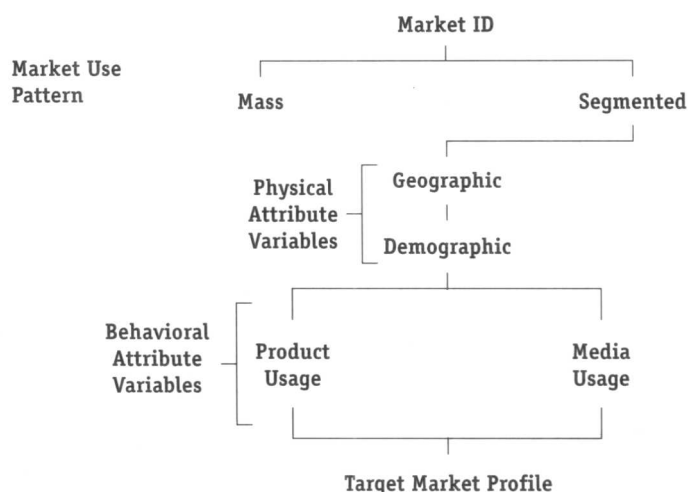 Market ID
Market Use
Pattern
Mass
Segmented
Physical
Attribute
Variables
Geographic
Demographic
Behavioral
Attribute
Variables
Product
Usage
Media
Usage
Target Market Profile